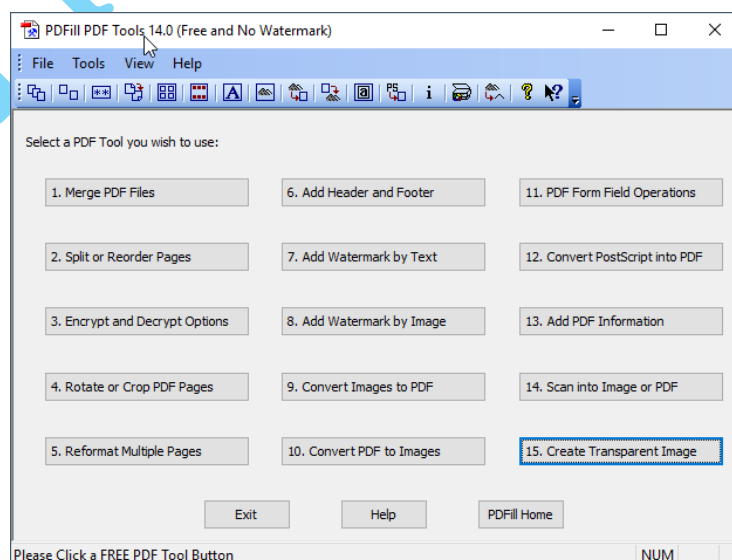 PDFill PDF Tools 14.0 (Free and No Watermark)
File Tools View Help
Select a PDF Tool you wish to use:
1. Merge PDF Files
6. Add Header and Footer
11. PDF Form Field Operations
2. Split or Reorder Pages
7. Add Watermark by Text
12. Convert PostScript into PDF
3. Encrypt and Decrypt Options
8. Add Watermark by Image
13. Add PDF Information
4. Rotate or Crop PDF Pages
9. Convert Images to PDF
14. Scan into Image or PDF
5. Reformat Multiple Pages
10. Convert PDF to Images
15. Create Transparent Image
Exit
Help
PDFill Home
Please Click a FREE PDF Tool Button
NUM